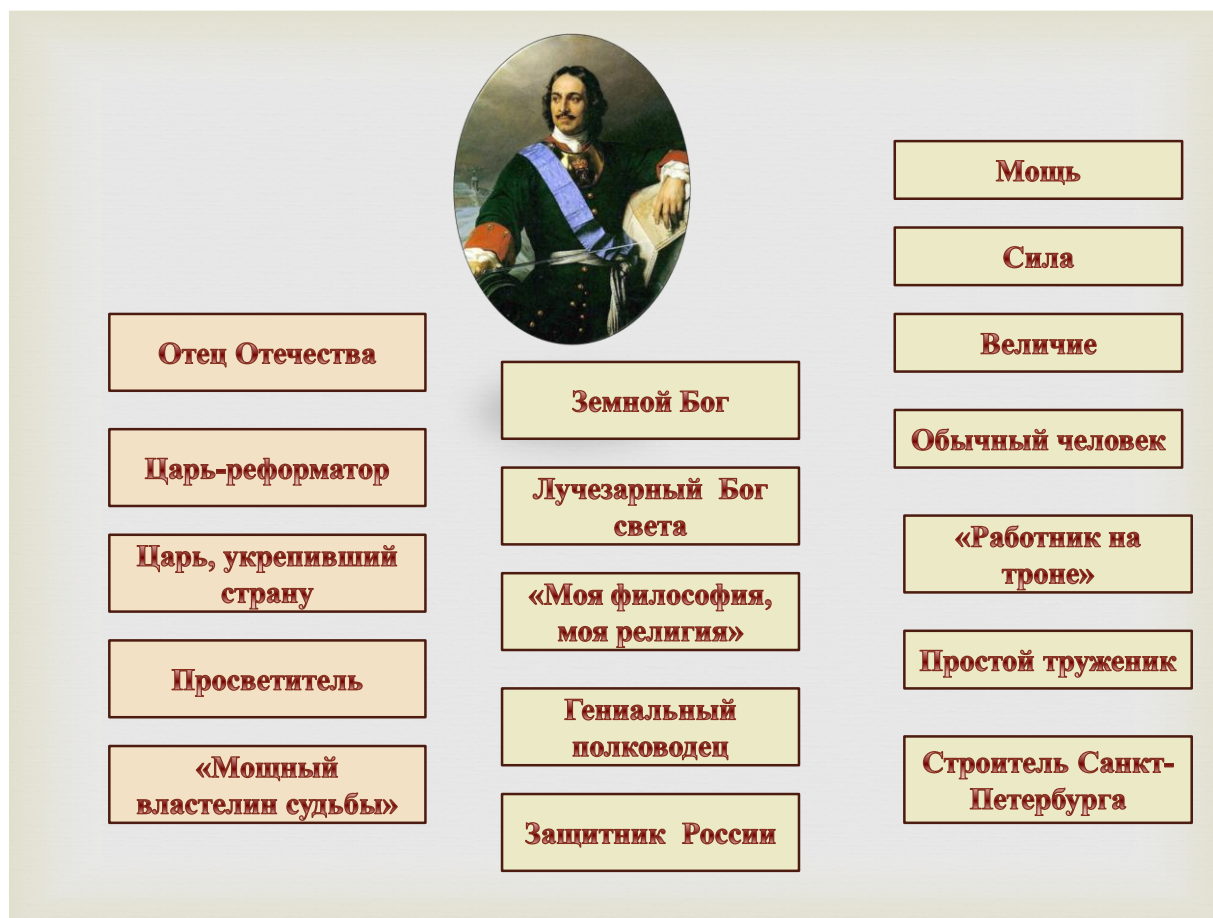 Отец Отечества
Царь-реформатор
Царь, укрепивший
страну
Просветитель
«Мощный
властелин судьбы»
Земной Бог
Лучезарный Бог
света
«Моя философия,
моя религия»
Гениальный
полководец
Защитник России
Мощь
Сила
Величие
Обычный человек
«Работник на
троне»
Простой труженик
Строитель Санкт-
Петербурга